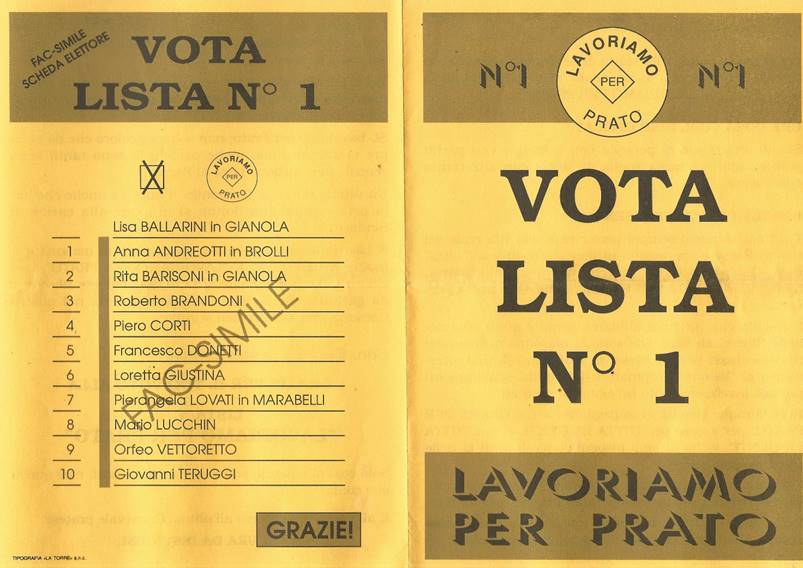 FAC-SIMILE
SCHEDA ELETTORE
VOTA
LISTA N° 1
LAVORIAMO
PER
PRATO
Lisa BALLARINI in GIANOLA
1 Anna ANDREOTTI in BROLLI
2 Rita BARISONI in GIANOLA
3 Roberto BRANDONI
4 Piero CORTI
5 Francesco DONETTI
6 Loretta GIUSTINA
7 Pierangela LOVATI in MARABELLI
8 Mario LUCCHIN
9 Orfeo VETTORETTO
10 Giovanni TERUGGI
FAC-SIMILE
GRAZIE!
TIPOGRAFIA «LA TORRE» s.n.c.
N°1
LAVORIAMO
PER
PRATO
N°1
VOTA
LISTA
N° 1
LAVORIAMO
PER PRATO